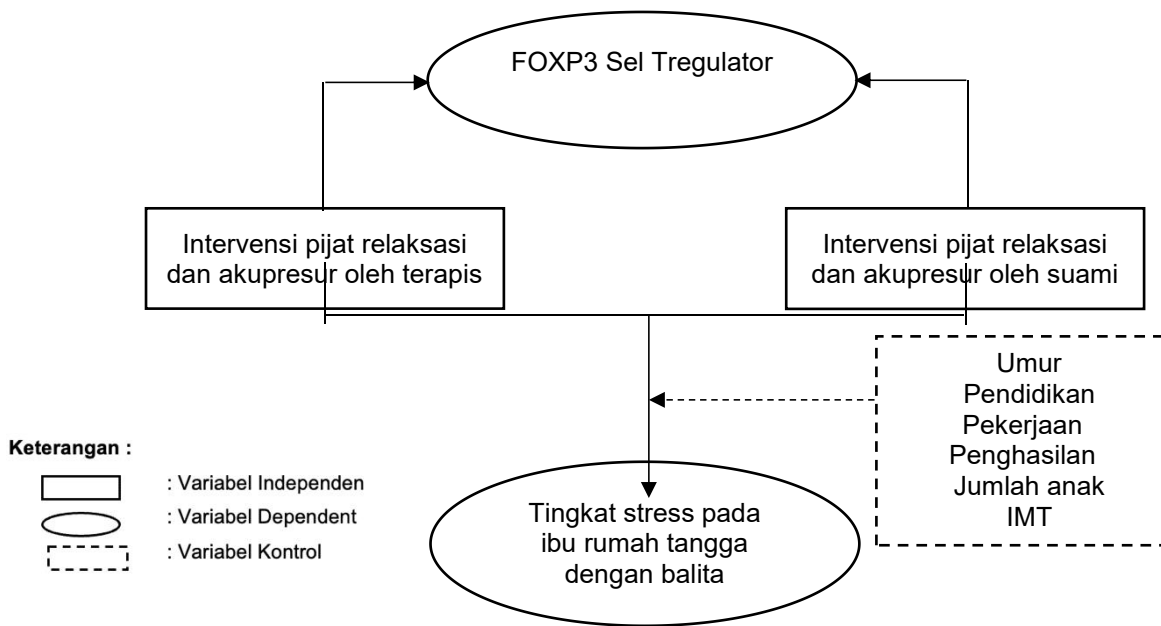 FOXP3 Sel Tregulator
Intervensi pijat relaksasi
dan akupresur oleh terapis
Intervensi pijat relaksasi
dan akupresur oleh suami
Umur
Pendidikan
Pekerjaan
Penghasilan
Jumlah anak
IMT
Keterangan :
: Variabel Independen
: Variabel Dependent
: Variabel Kontrol
Tingkat stress pada
ibu rumah tangga
dengan balita